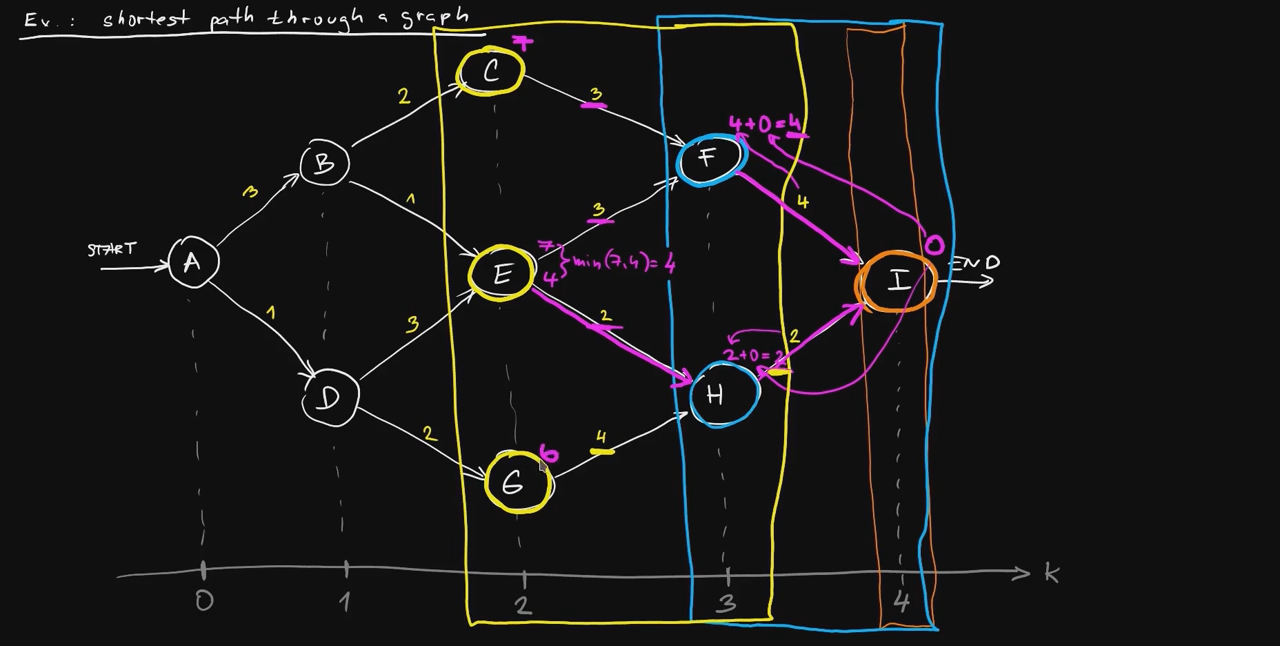 Ex.: shortest path through a graph
7
C
2
3
4+0=4
B
F
3
1
3
4
0
START
A
7
4
min(7,4)=4
E
I
END
1
3
2
2
2+0=2
D
H
2
4
6
G
0
1
2
3
4
K